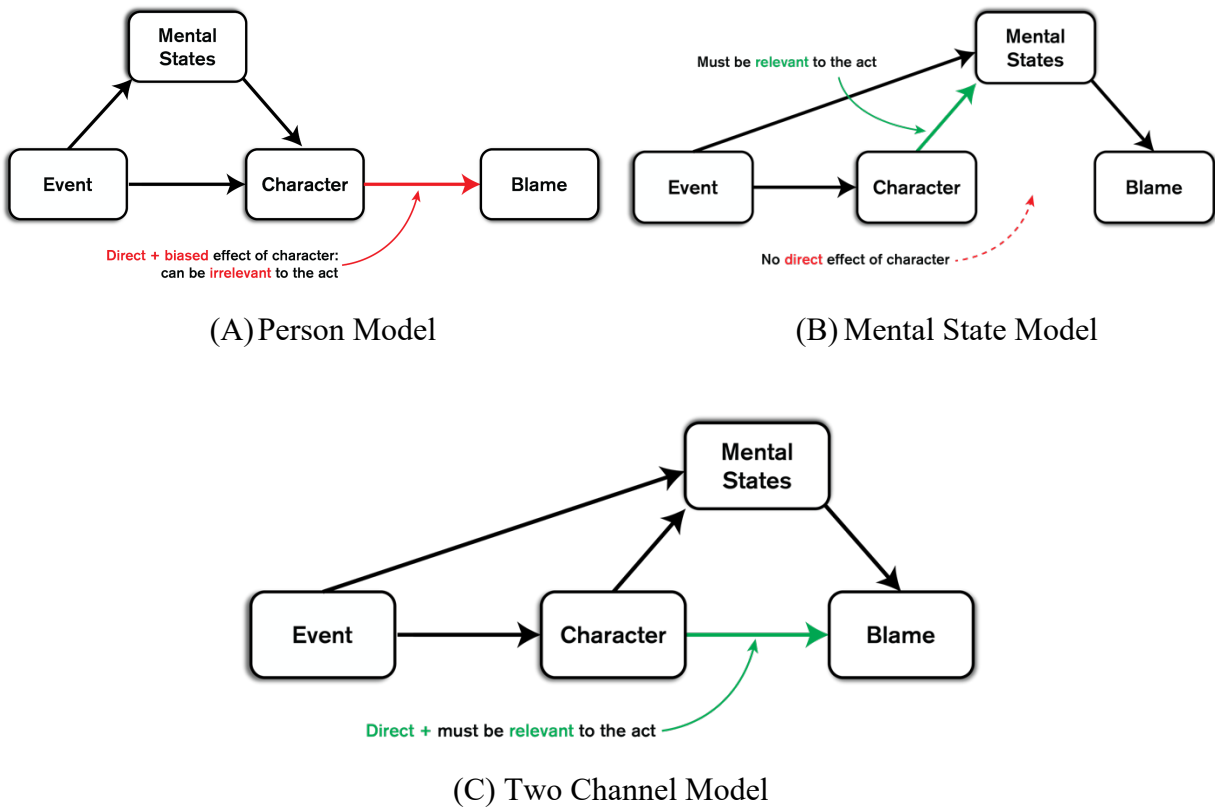 Mental
States
Event
Character
Blame
Direct + biased effect of character:
can be irrelevant to the act
(A) Person Model
Must be relevant to the act
Mental
States
Event
Character
Blame
No direct effect of character
(B) Mental State Model
Mental
States
Event
Character
Blame
Direct + must be relevant to the act
(C) Two Channel Model